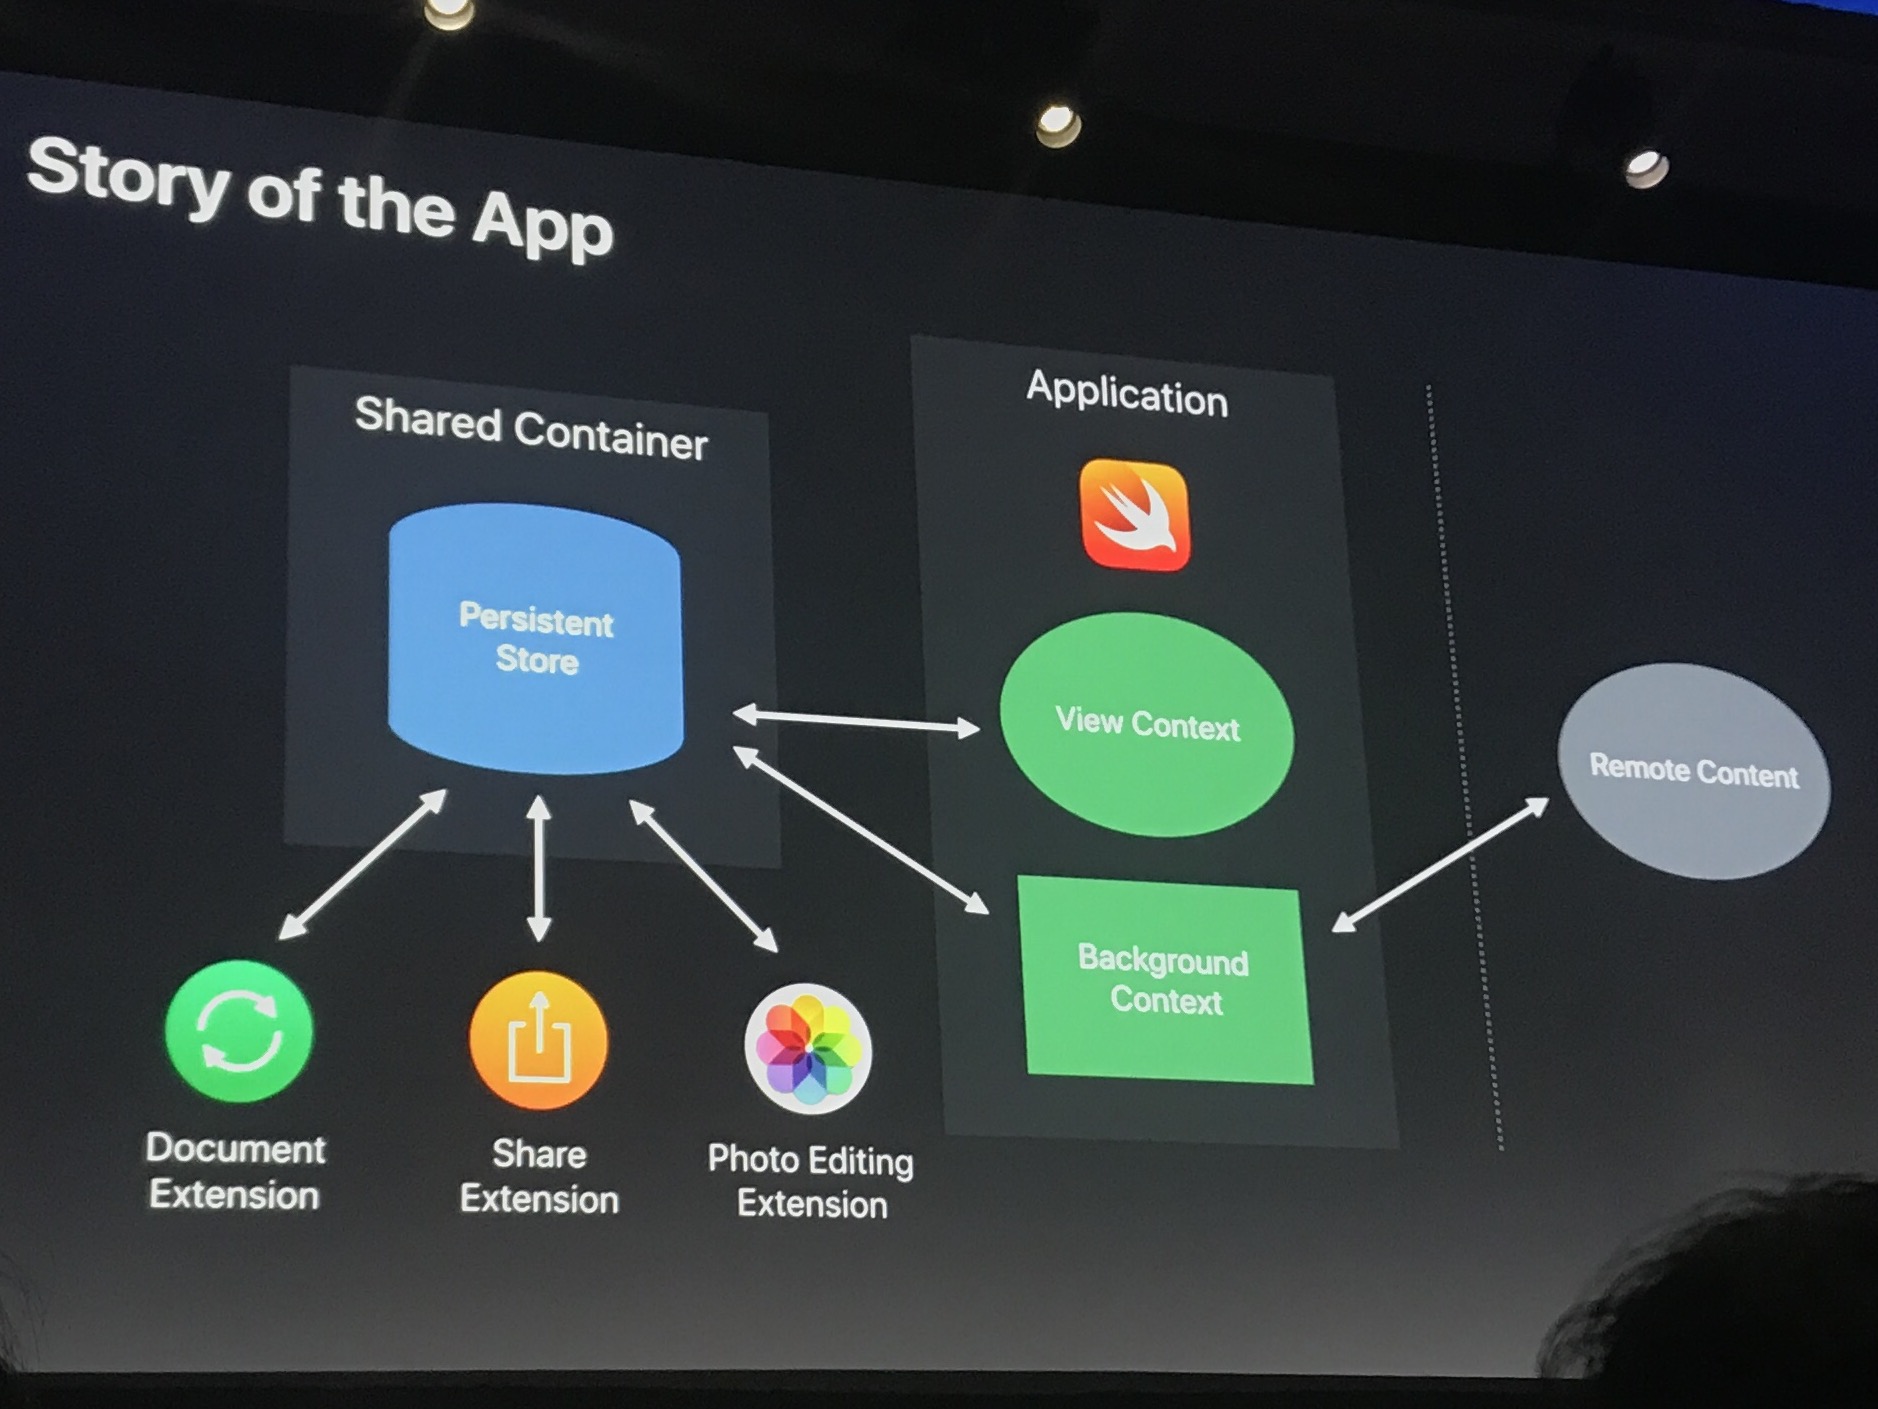 Story of the App
Shared Container
Persistent
Store
Application
View Context
Background
Context
Remote Content
Document
Extension
Share
Extension
Photo Editing
Extension